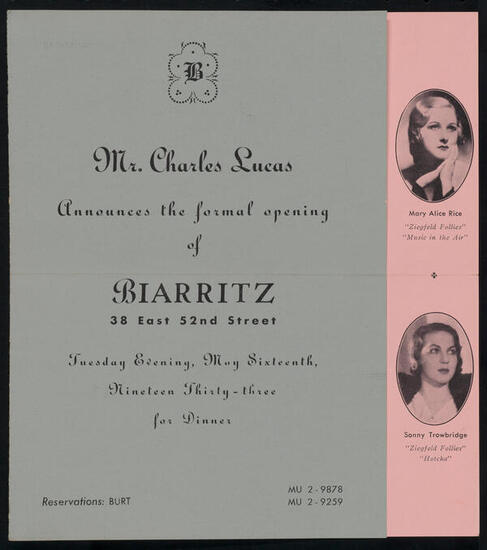 B
Mr. Charles Lucas
Announces the formal opening
of
BIARRITZ
38 East 52nd Street
Tuesday Evening, May Sixteenth,
Nineteen Thirty-three
for Dinner
Reservations: BURT
MU 2-9878
MU 2-9259
Mary Alice Rice
"Ziegfeld Follies"
"Music in the Air"
Sonny Trowbridge
"Ziegfeld Follies"
"Hotcha"